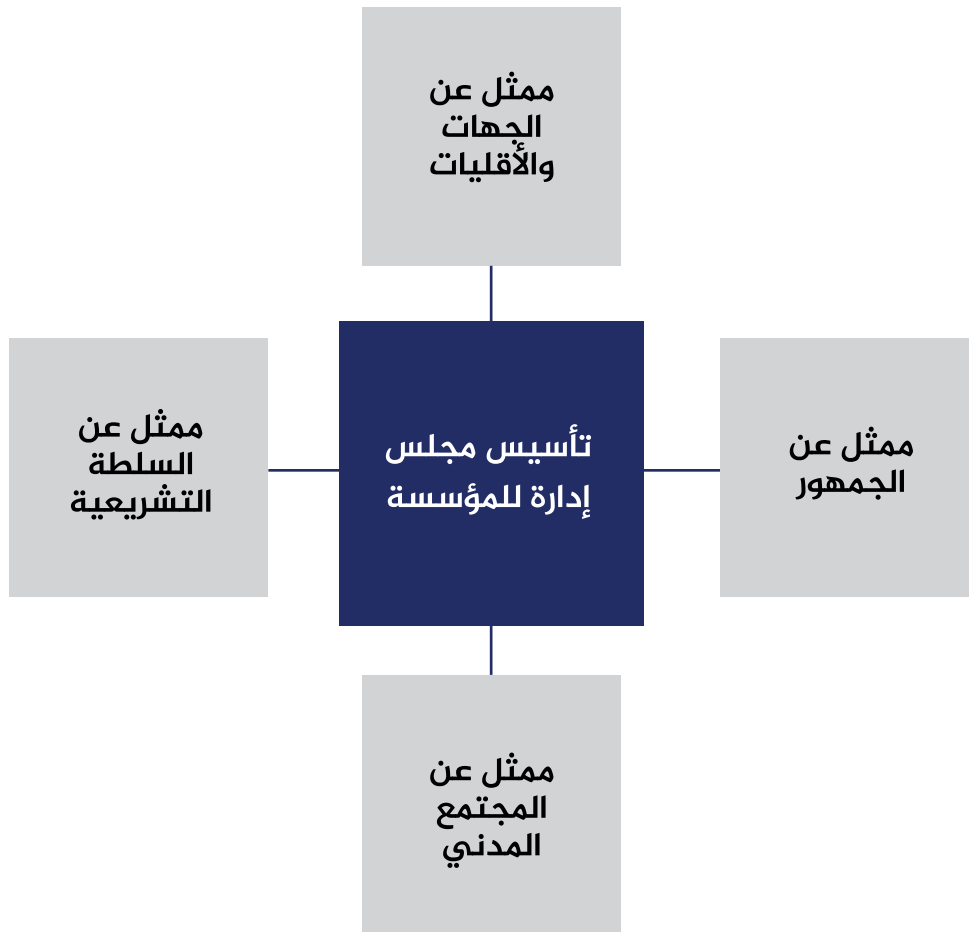 ممثل عن
الجهات
والأقليات
ممثل عن
الجمهور
تأسيس مجلس
إدارة للمؤسسة
ممثل عن
السلطة
التشريعية
ممثل عن
المجتمع
المدني